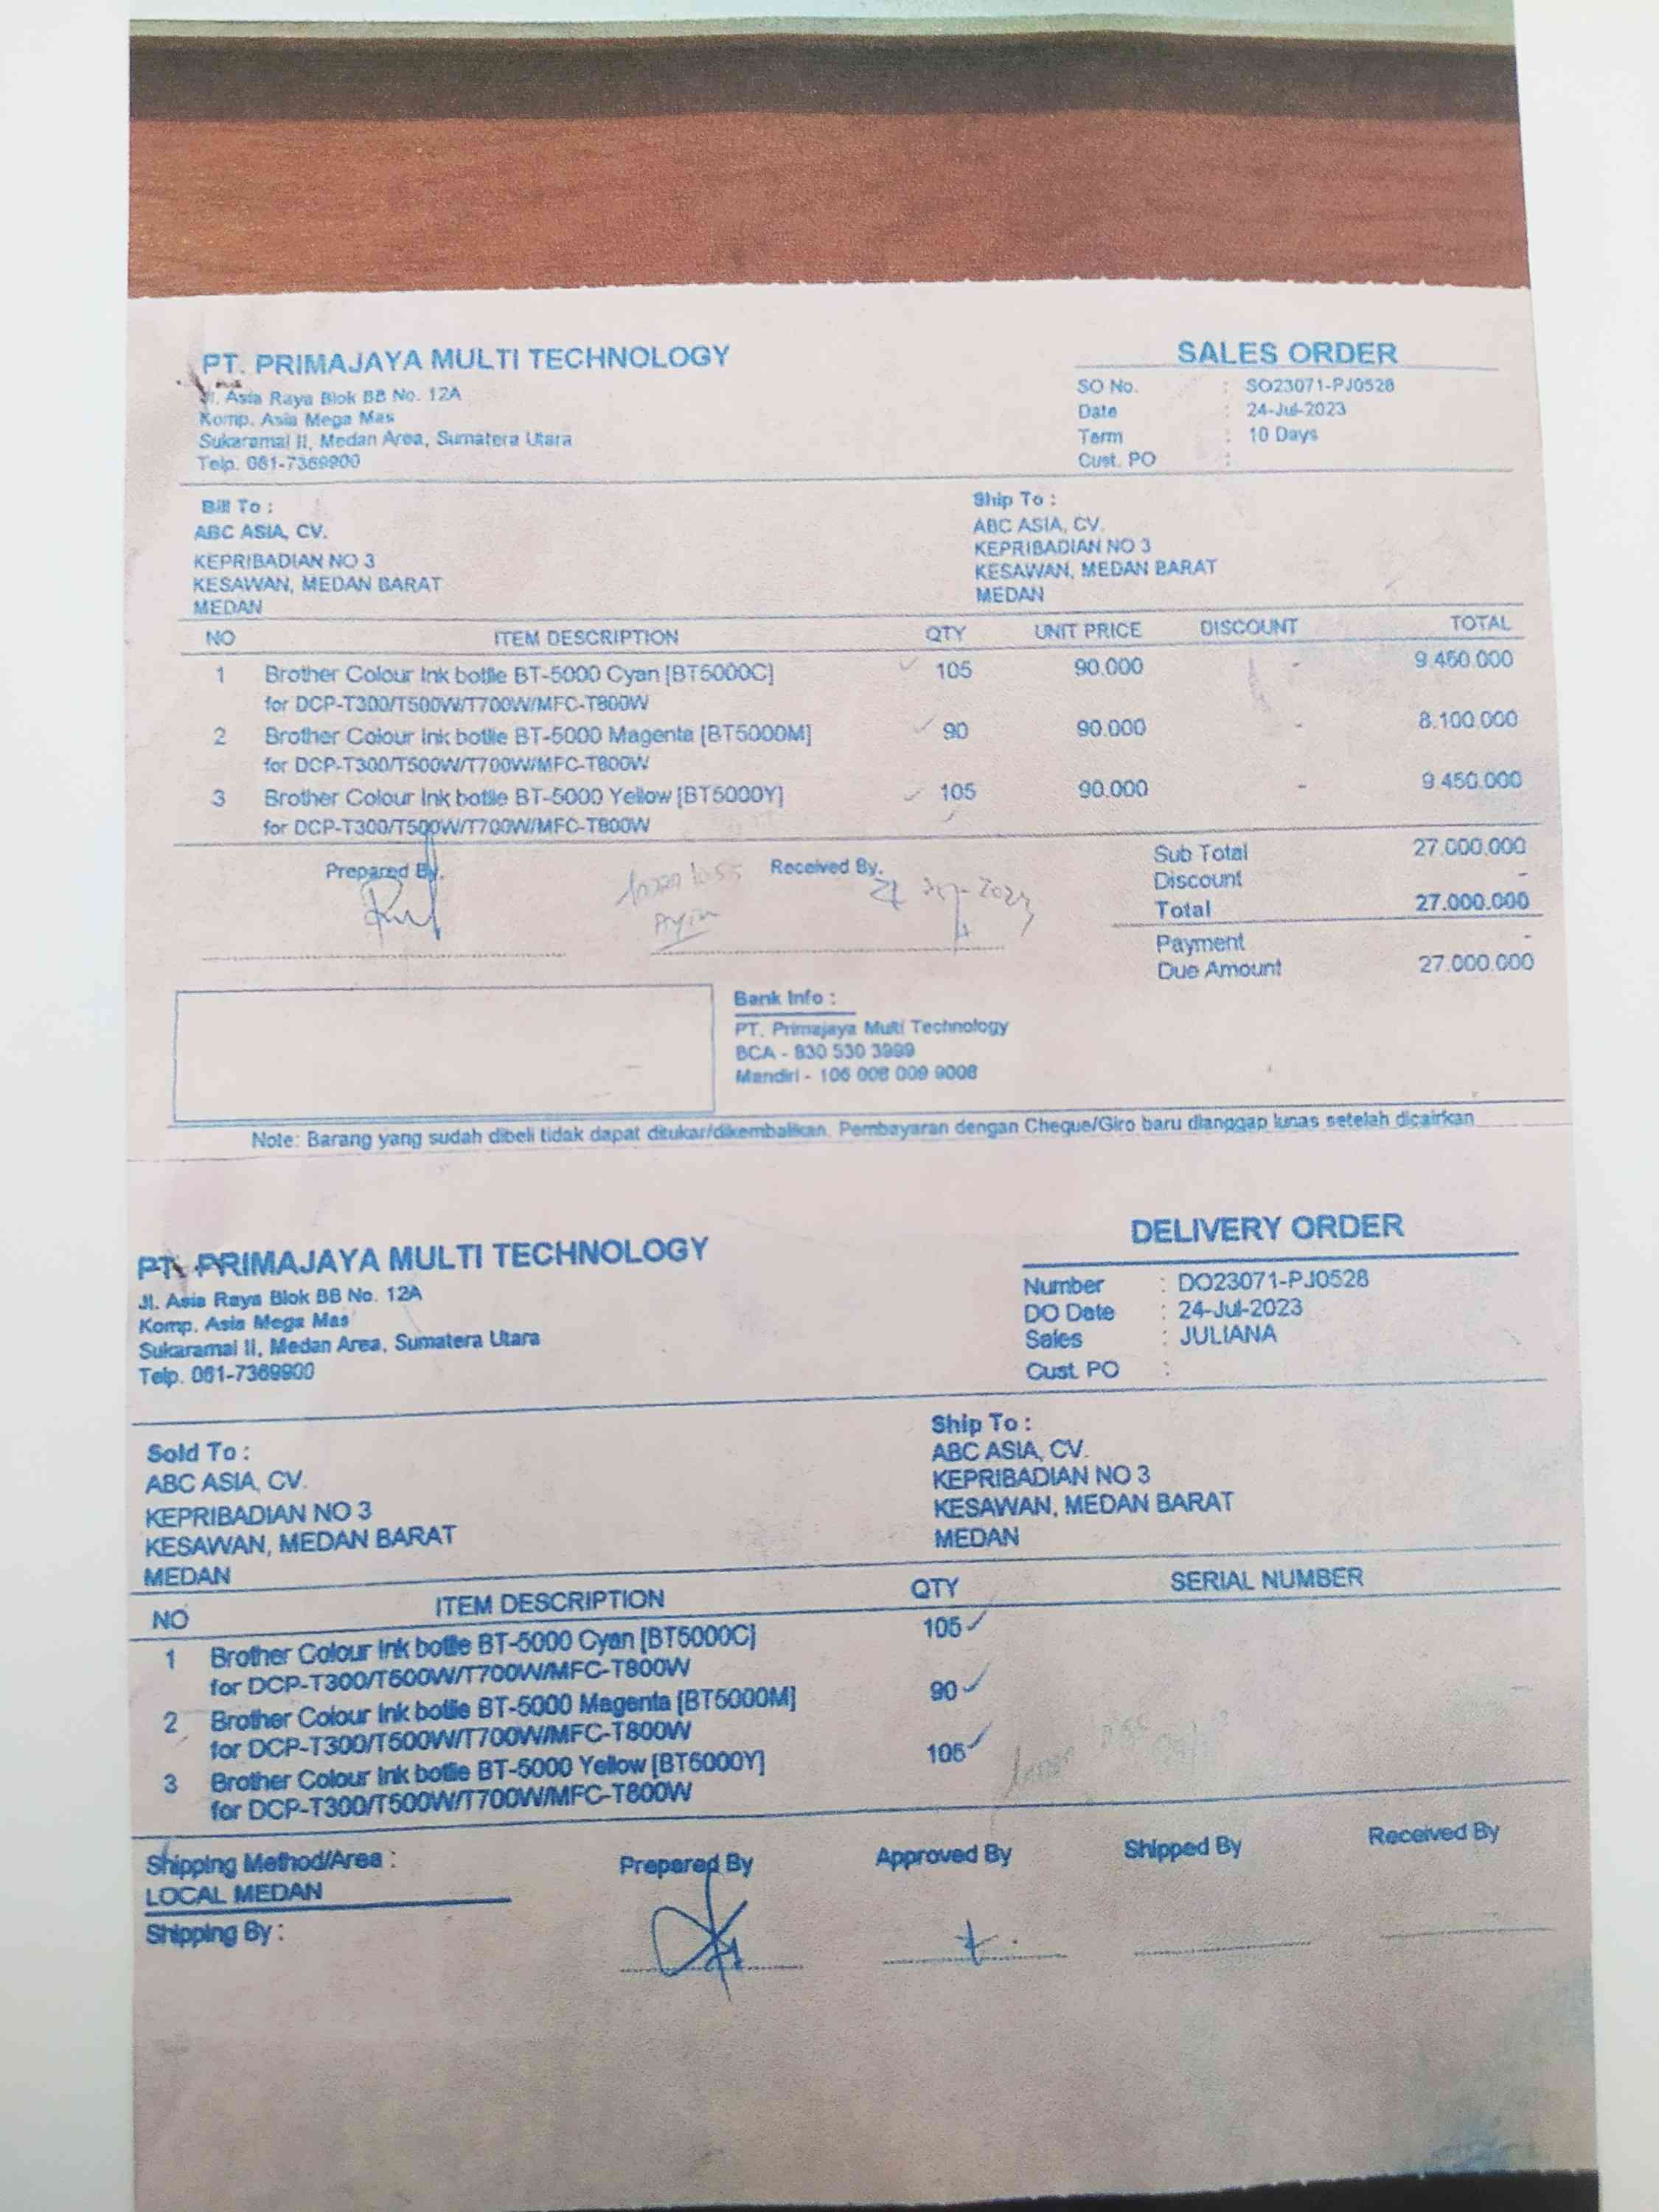 PT. PRIMAJAYA MULTI TECHNOLOGY
Jl. Asia Raya Blok BB No. 12A
Komp. Asia Mega Mas
Sukaramai II, Medan Area, Sumatera Utara
Telp. 061-7369900
SALES ORDER
SO No. : SO23071-PJ0528
Date : 24-Jul-2023
Term : 10 Days
Cust. PO :
Bill To :
ABC ASIA, CV.
KEPRIBADIAN NO 3
KESAWAN, MEDAN BARAT
MEDAN
Ship To :
ABC ASIA, CV.
KEPRIBADIAN NO 3
KESAWAN, MEDAN BARAT
MEDAN
NO ITEM DESCRIPTION QTY UNIT PRICE DISCOUNT TOTAL
1 Brother Colour Ink bottle BT-5000 Cyan [BT5000C] 105 90.000 - 9.450.000
for DCP-T300/T500W/T700W/MFC-T800W
2 Brother Colour Ink bottle BT-5000 Magenta [BT5000M] 90 90.000 - 8.100.000
for DCP-T300/T500W/T700W/MFC-T800W
3 Brother Colour Ink bottle BT-5000 Yellow [BT5000Y] 105 90.000 - 9.450.000
for DCP-T300/T500W/T700W/MFC-T800W
Prepared By.
Received By.
Sub Total 27.000.000
Discount -
Total 27.000.000
Payment -
Due Amount 27.000.000
Bank Info :
PT. Primajaya Multi Technology
BCA - 830 530 3999
Mandiri - 106 008 009 9008
Note: Barang yang sudah dibeli tidak dapat ditukar/dikembalikan. Pembayaran dengan Cheque/Giro baru dianggap lunas setelah dicairkan
PT. PRIMAJAYA MULTI TECHNOLOGY
Jl. Asia Raya Blok BB No. 12A
Komp. Asia Mega Mas
Sukaramai II, Medan Area, Sumatera Utara
Telp. 061-7369900
DELIVERY ORDER
Number : DO23071-PJ0528
DO Date : 24-Jul-2023
Sales : JULIANA
Cust. PO :
Sold To :
ABC ASIA, CV.
KEPRIBADIAN NO 3
KESAWAN, MEDAN BARAT
MEDAN
Ship To :
ABC ASIA, CV.
KEPRIBADIAN NO 3
KESAWAN, MEDAN BARAT
MEDAN
NO ITEM DESCRIPTION QTY SERIAL NUMBER
1 Brother Colour Ink bottle BT-5000 Cyan [BT5000C] 105
for DCP-T300/T500W/T700W/MFC-T800W
2 Brother Colour Ink bottle BT-5000 Magenta [BT5000M] 90
for DCP-T300/T500W/T700W/MFC-T800W
3 Brother Colour Ink bottle BT-5000 Yellow [BT5000Y] 105
for DCP-T300/T500W/T700W/MFC-T800W
Shipping Method/Area :
LOCAL MEDAN
Shipping By :
Prepared By
Approved By
Shipped By
Received By